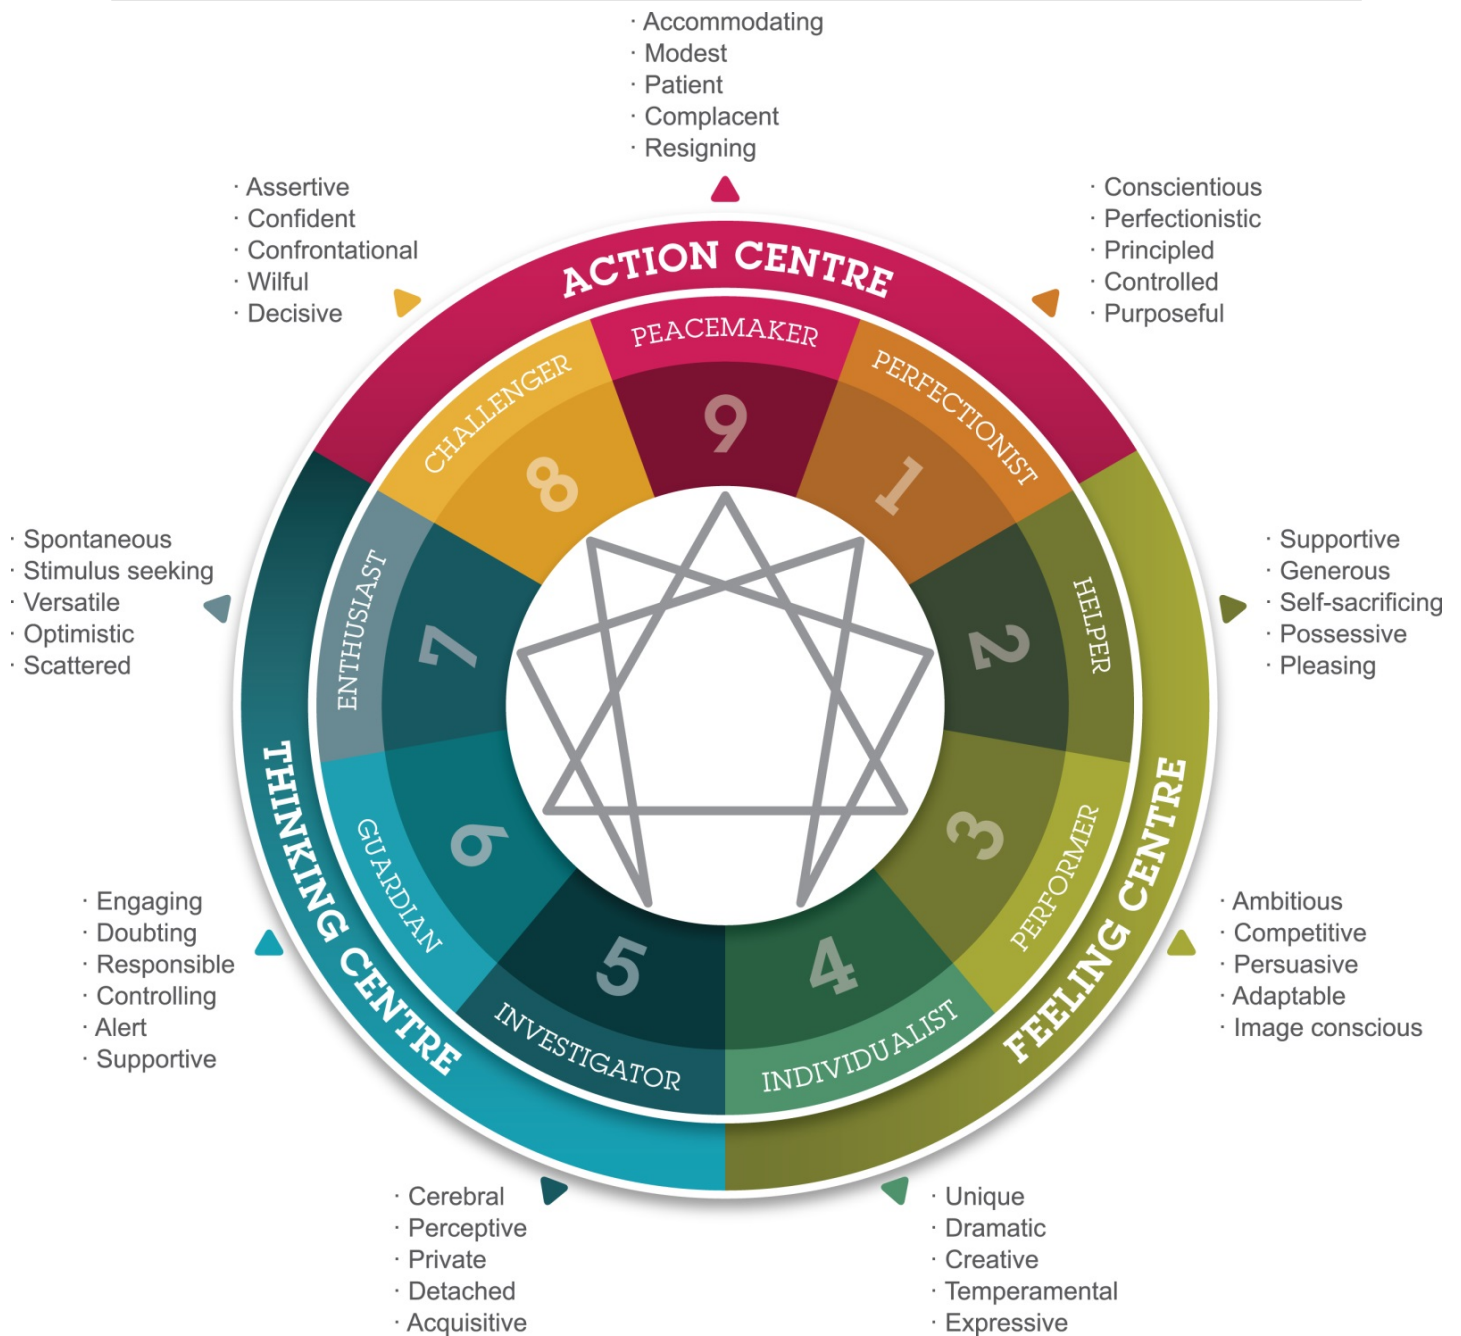 · Accommodating
· Modest
· Patient
· Complacent
· Resigning
· Assertive
· Confident
· Confrontational
· Wilful
· Decisive
· Conscientious
· Perfectionistic
· Principled
· Controlled
· Purposeful
ACTION CENTRE
PEACEMAKER
9
CHALLENGER
8
PERFECTIONIST
1
· Spontaneous
· Stimulus seeking
· Versatile
· Optimistic
· Scattered
ENTHUSIAST
7
HELPER
2
· Supportive
· Generous
· Self-sacrificing
· Possessive
· Pleasing
THINKING CENTRE
GUARDIAN
6
PERFORMER
3
FEELING CENTRE
· Engaging
· Doubting
· Responsible
· Controlling
· Alert
· Supportive
· Ambitious
· Competitive
· Persuasive
· Adaptable
· Image conscious
INVESTIGATOR
5
INDIVIDUALIST
4
· Cerebral
· Perceptive
· Private
· Detached
· Acquisitive
· Unique
· Dramatic
· Creative
· Temperamental
· Expressive